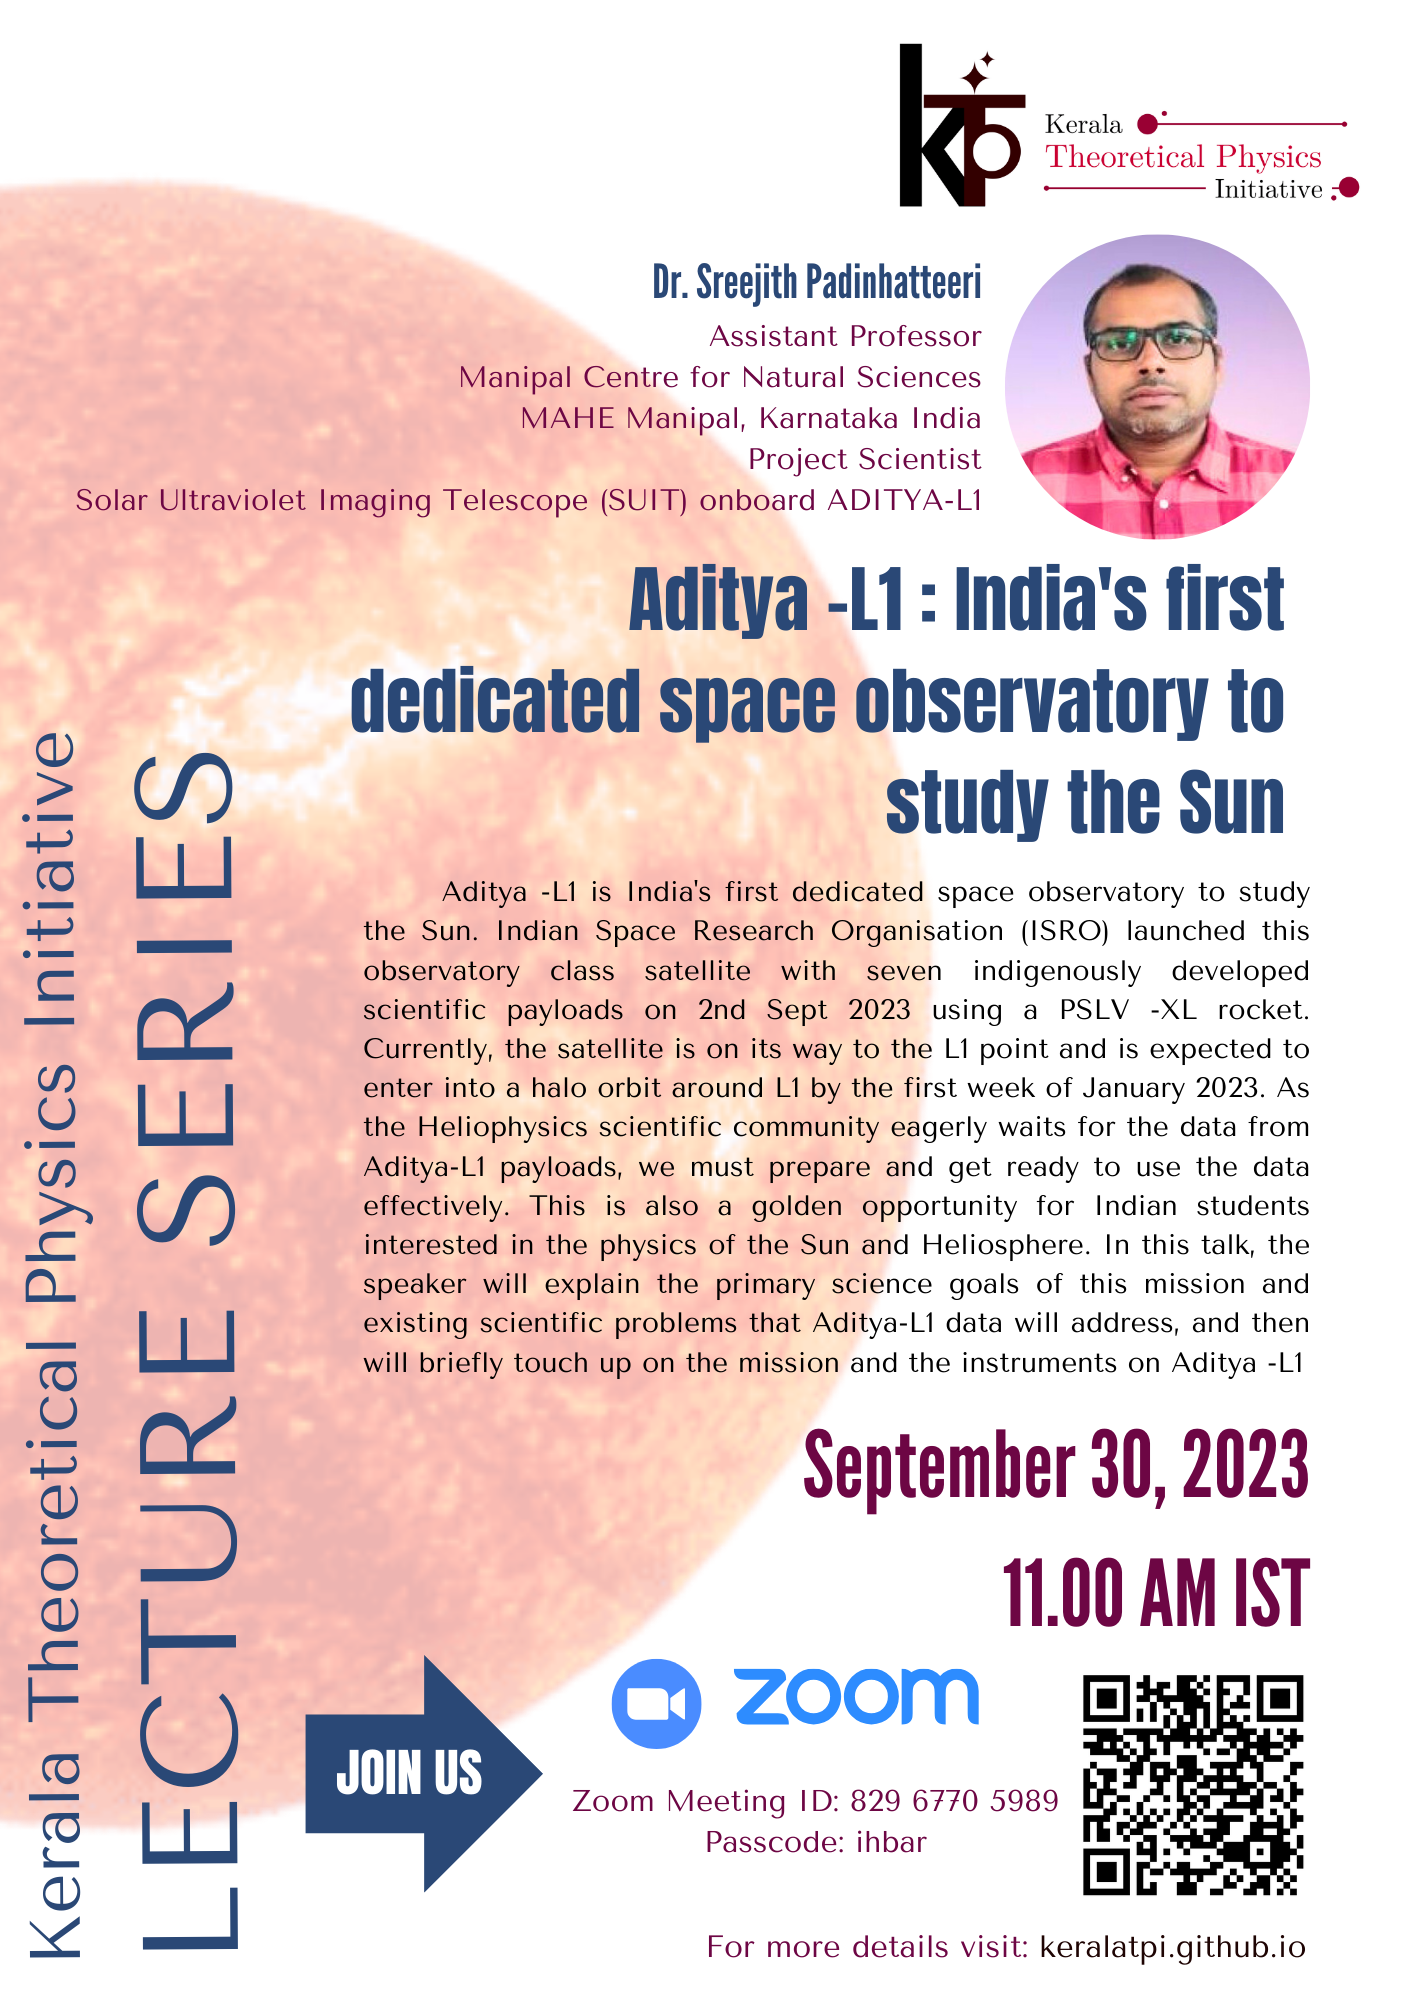 kTp
Kerala
Theoretical Physics
Initiative
Dr. Sreejith Padinhatteeri
Assistant Professor
Manipal Centre for Natural Sciences
MAHE Manipal, Karnataka India
Project Scientist
Solar Ultraviolet Imaging Telescope (SUIT) onboard ADITYA-L1
Aditya -L1 : India's first
dedicated space observatory to
study the Sun
Aditya -L1 is India's first dedicated space observatory to study
the Sun. Indian Space Research Organisation (ISRO) launched this
observatory class satellite with seven indigenously developed
scientific payloads on 2nd Sept 2023 using a PSLV -XL rocket.
Currently, the satellite is on its way to the L1 point and is expected to
enter into a halo orbit around L1 by the first week of January 2023. As
the Heliophysics scientific community eagerly waits for the data from
Aditya-L1 payloads, we must prepare and get ready to use the data
effectively. This is also a golden opportunity for Indian students
interested in the physics of the Sun and Heliosphere. In this talk, the
speaker will explain the primary science goals of this mission and
existing scientific problems that Aditya-L1 data will address, and then
will briefly touch up on the mission and the instruments on Aditya -L1
September 30, 2023
11.00 AM IST
Kerala Theoretical Physics Initiative
LECTURE SERIES
JOIN US
zoom
Zoom Meeting ID: 829 6770 5989
Passcode: ihbar
For more details visit: keralatpi.github.io